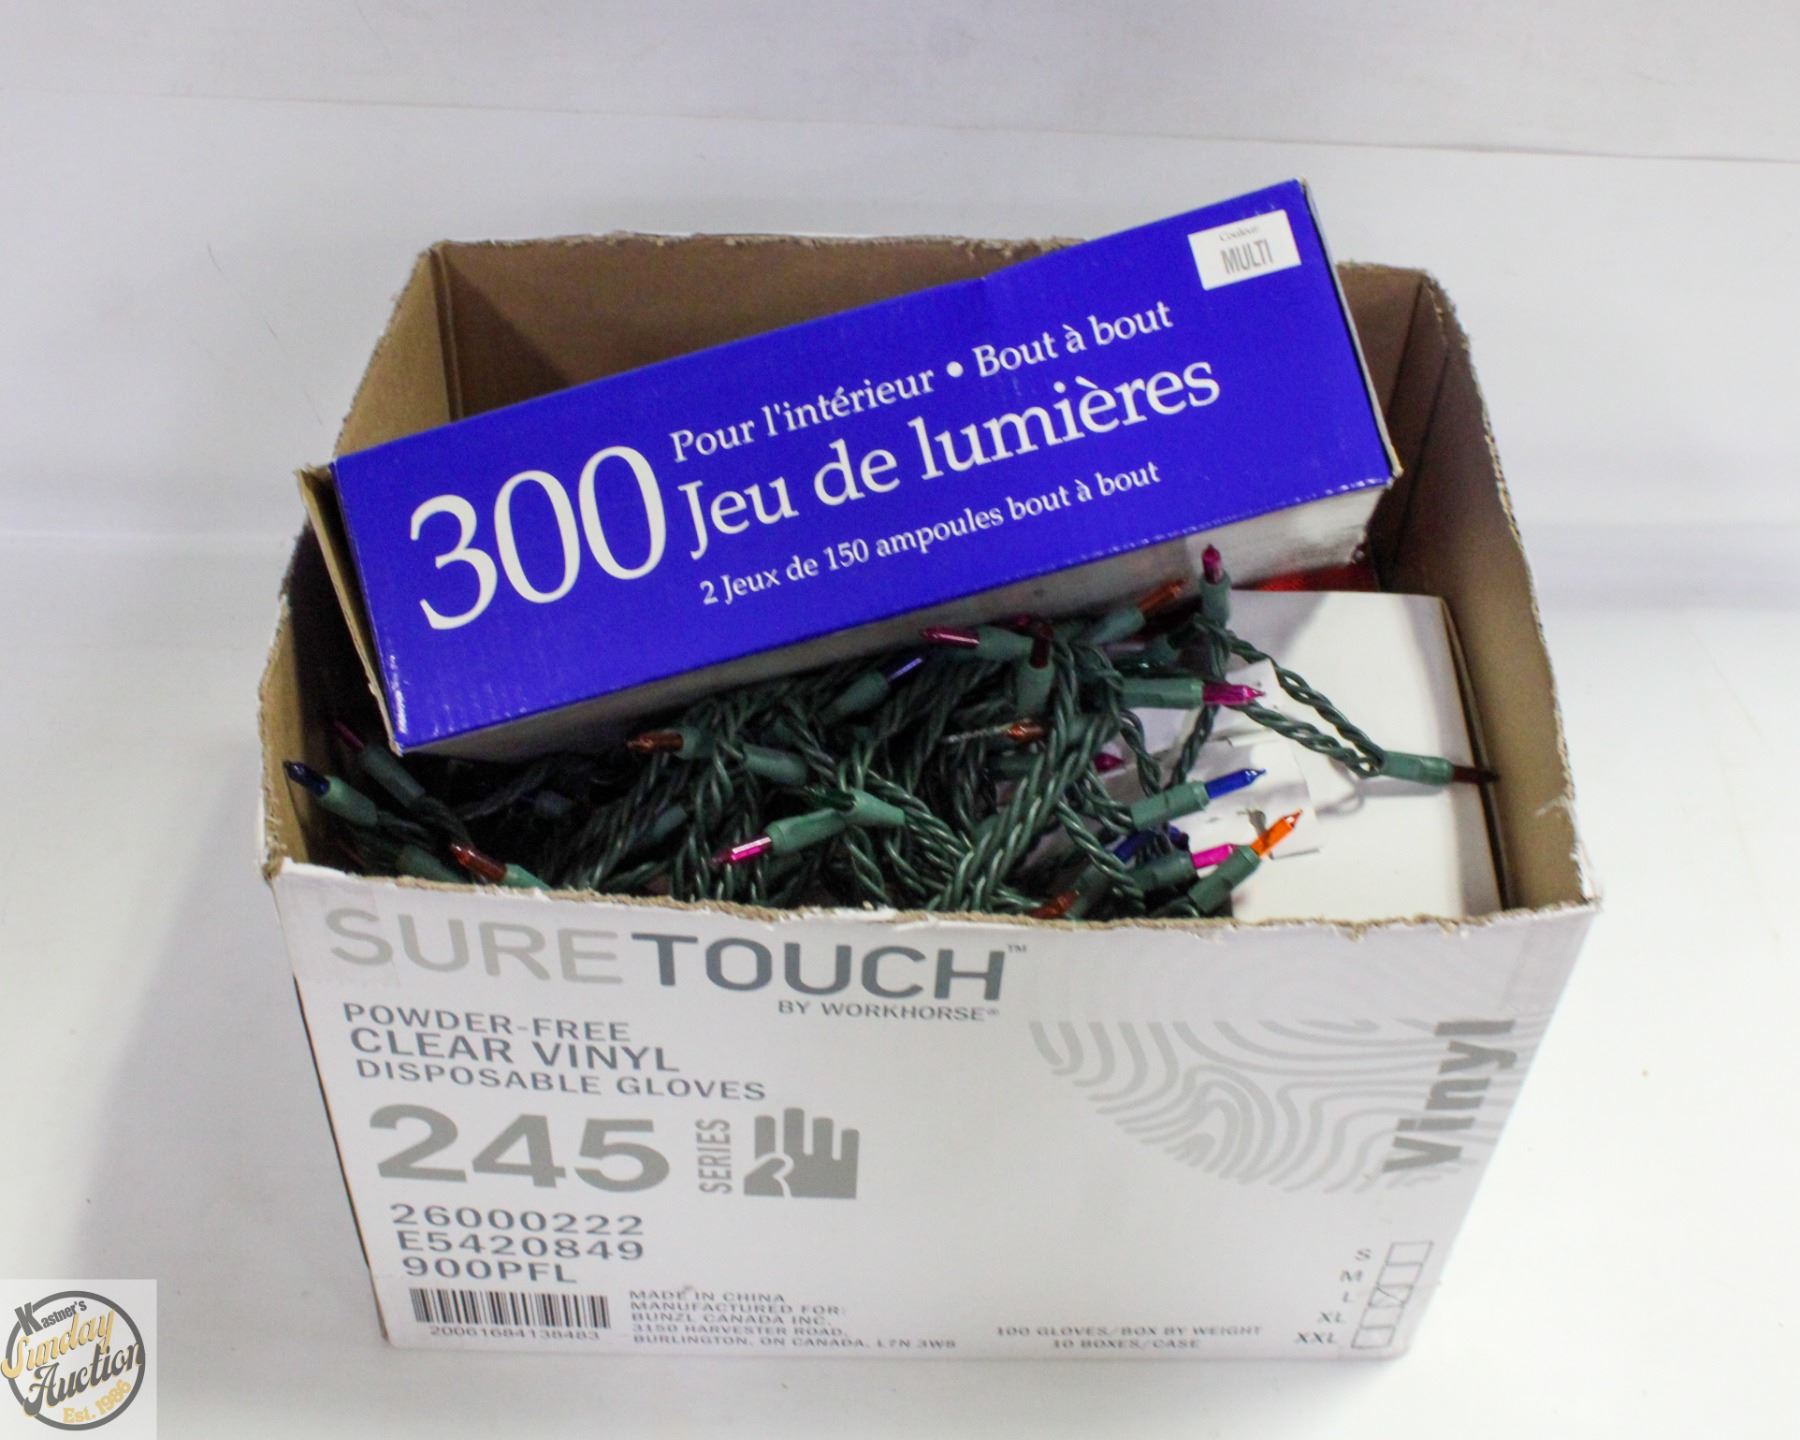 Couleur
MULTI
300
Pour l'intérieur • Bout à bout
Jeu de lumières
2 Jeux de 150 ampoules bout à bout
SURETOUCH™
BY WORKHORSE®
POWDER-FREE
CLEAR VINYL
DISPOSABLE GLOVES
245 SERIES
Vinyl
26000222
E5420849
900PFL
20061684138483
MADE IN CHINA
MANUFACTURED FOR:
BUNZL CANADA INC.
3150 HARVESTER ROAD,
BURLINGTON, ON CANADA, L7N 3W8
100 GLOVES/BOX BY WEIGHT
10 BOXES/CASE
S
M
L
XL
XXL
Kastner's
Sunday
Auction
Est. 1986